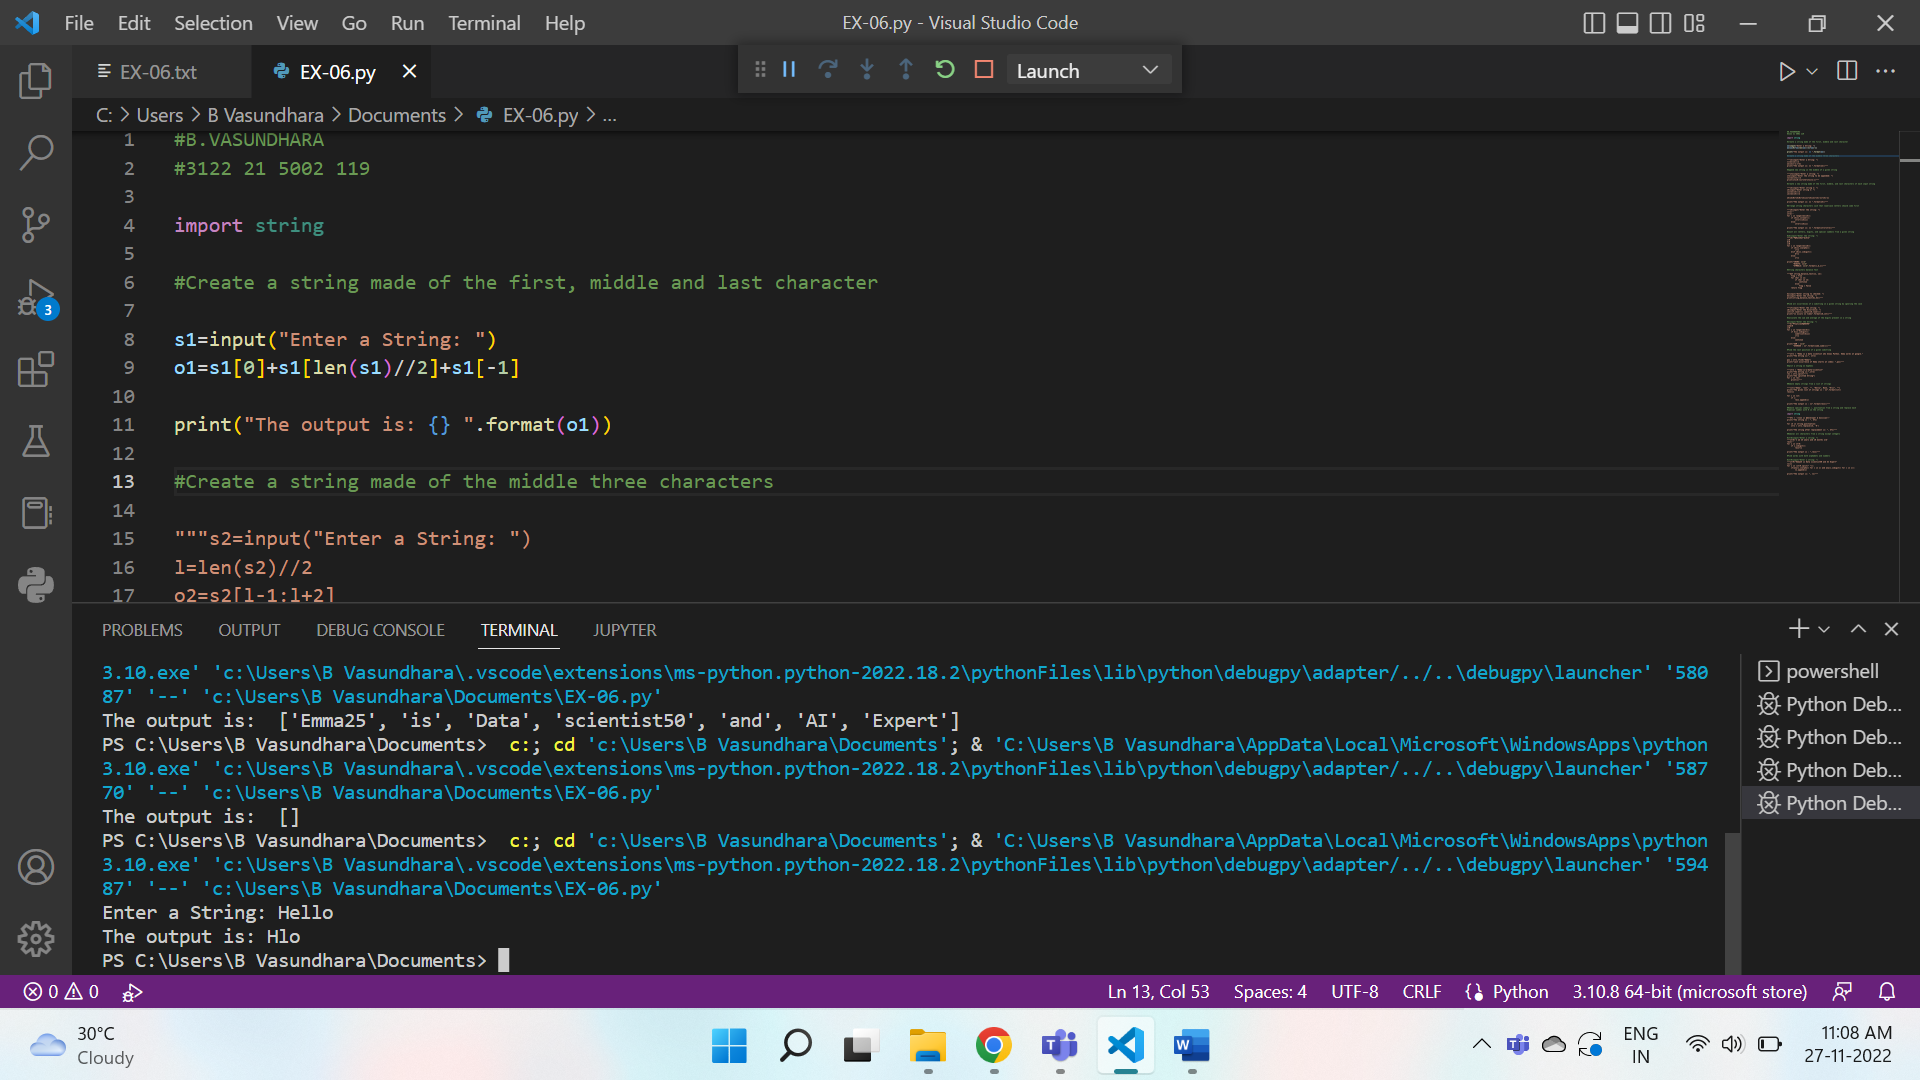 File Edit Selection View Go Run Terminal Help
EX-06.py - Visual Studio Code
EX-06.txt
EX-06.py
Launch
C: > Users > B Vasundhara > Documents > EX-06.py > ...
1 #B.VASUNDHARA
2 #3122 21 5002 119
3
4 import string
5
6 #Create a string made of the first, middle and last character
7
8 s1=input("Enter a String: ")
9 o1=s1[0]+s1[len(s1)//2]+s1[-1]
10
11 print("The output is: {} ".format(o1))
12
13 #Create a string made of the middle three characters
14
15 """s2=input("Enter a String: ")
16 l=len(s2)//2
17 o2=s2[l-1:l+2]
PROBLEMS OUTPUT DEBUG CONSOLE TERMINAL JUPYTER
3.10.exe' 'c:\Users\B Vasundhara\.vscode\extensions\ms-python.python-2022.18.2\pythonFiles\lib\python\debugpy\adapter/../..\debugpy\launcher' '580
87' '--' 'c:\Users\B Vasundhara\Documents\EX-06.py'
The output is:  ['Emma25', 'is', 'Data', 'scientist50', 'and', 'AI', 'Expert']
PS C:\Users\B Vasundhara\Documents>  c:; cd 'c:\Users\B Vasundhara\Documents'; & 'C:\Users\B Vasundhara\AppData\Local\Microsoft\WindowsApps\python
3.10.exe' 'c:\Users\B Vasundhara\.vscode\extensions\ms-python.python-2022.18.2\pythonFiles\lib\python\debugpy\adapter/../..\debugpy\launcher' '587
70' '--' 'c:\Users\B Vasundhara\Documents\EX-06.py'
The output is:  []
PS C:\Users\B Vasundhara\Documents>  c:; cd 'c:\Users\B Vasundhara\Documents'; & 'C:\Users\B Vasundhara\AppData\Local\Microsoft\WindowsApps\python
3.10.exe' 'c:\Users\B Vasundhara\.vscode\extensions\ms-python.python-2022.18.2\pythonFiles\lib\python\debugpy\adapter/../..\debugpy\launcher' '594
87' '--' 'c:\Users\B Vasundhara\Documents\EX-06.py'
Enter a String: Hello
The output is: Hlo
PS C:\Users\B Vasundhara\Documents>
powershell
Python Deb...
Python Deb...
Python Deb...
Python Deb...
3
0 0
Ln 13, Col 53 Spaces: 4 UTF-8 CRLF Python 3.10.8 64-bit (microsoft store)
30°C
Cloudy
ENG
IN
11:08 AM
27-11-2022